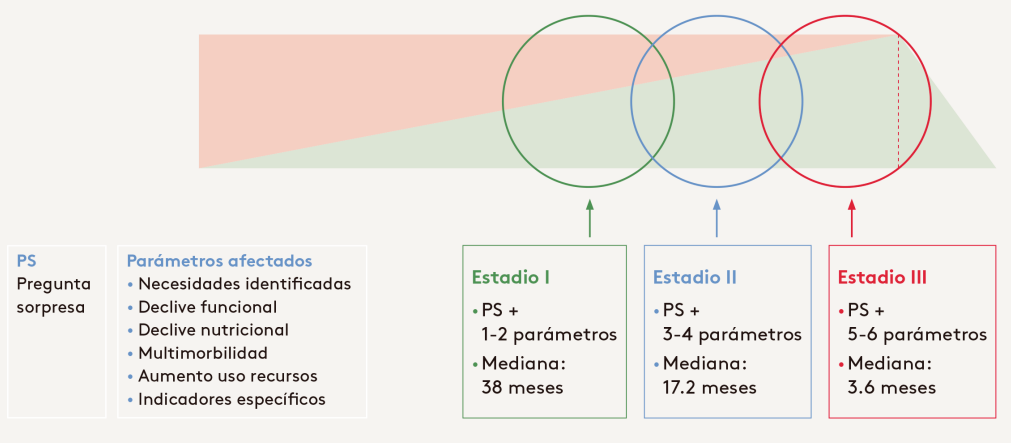 PS
Pregunta
sorpresa
Parámetros afectados
• Necesidades identificadas
• Declive funcional
• Declive nutricional
• Multimorbilidad
• Aumento uso recursos
• Indicadores específicos
Estadio I
• PS +
1-2 parámetros
• Mediana:
38 meses
Estadio II
• PS +
3-4 parámetros
• Mediana:
17.2 meses
Estadio III
• PS +
5-6 parámetros
• Mediana:
3.6 meses